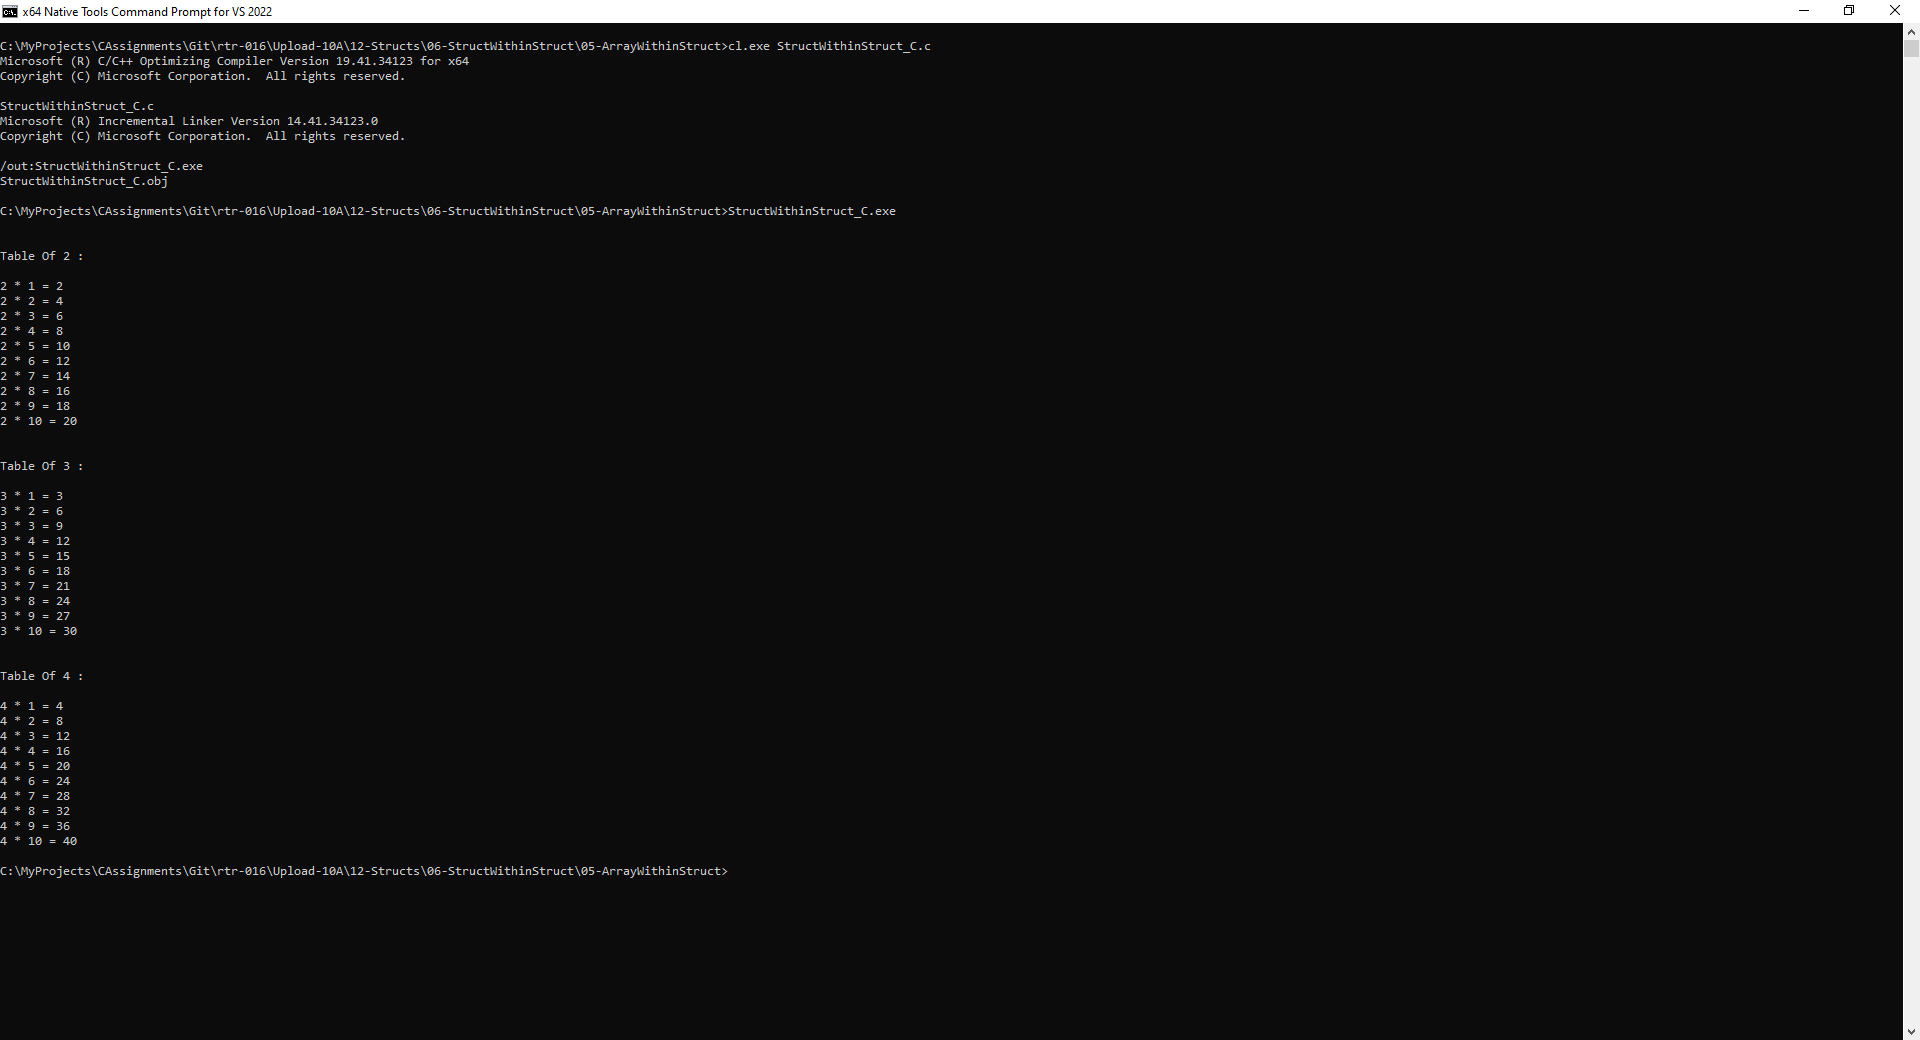 x64 Native Tools Command Prompt for VS 2022
C:\MyProjects\CAssignments\Git\rtr-016\Upload-10A\12-Structs\06-StructWithinStruct\05-ArrayWithinStruct>cl.exe StructWithinStruct_C.c
Microsoft (R) C/C++ Optimizing Compiler Version 19.41.34123 for x64
Copyright (C) Microsoft Corporation.  All rights reserved.
StructWithinStruct_C.c
Microsoft (R) Incremental Linker Version 14.41.34123.0
Copyright (C) Microsoft Corporation.  All rights reserved.
/out:StructWithinStruct_C.exe
StructWithinStruct_C.obj
C:\MyProjects\CAssignments\Git\rtr-016\Upload-10A\12-Structs\06-StructWithinStruct\05-ArrayWithinStruct>StructWithinStruct_C.exe
Table Of 2 :
2 * 1 = 2
2 * 2 = 4
2 * 3 = 6
2 * 4 = 8
2 * 5 = 10
2 * 6 = 12
2 * 7 = 14
2 * 8 = 16
2 * 9 = 18
2 * 10 = 20
Table Of 3 :
3 * 1 = 3
3 * 2 = 6
3 * 3 = 9
3 * 4 = 12
3 * 5 = 15
3 * 6 = 18
3 * 7 = 21
3 * 8 = 24
3 * 9 = 27
3 * 10 = 30
Table Of 4 :
4 * 1 = 4
4 * 2 = 8
4 * 3 = 12
4 * 4 = 16
4 * 5 = 20
4 * 6 = 24
4 * 7 = 28
4 * 8 = 32
4 * 9 = 36
4 * 10 = 40
C:\MyProjects\CAssignments\Git\rtr-016\Upload-10A\12-Structs\06-StructWithinStruct\05-ArrayWithinStruct>